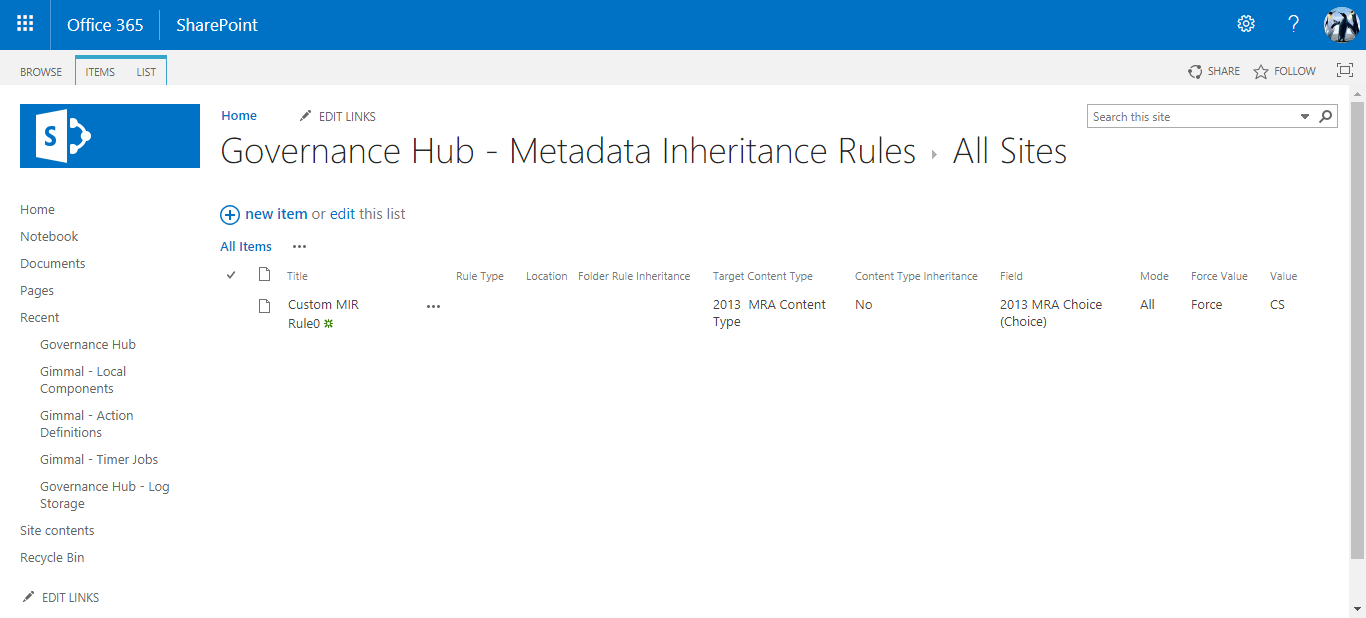 Office 365 SharePoint ?
BROWSE ITEMS LIST SHARE FOLLOW
S
Home EDIT LINKS
Search this site
Governance Hub - Metadata Inheritance Rules All Sites
Home
Notebook
Documents
Pages
Recent
Governance Hub
Gimmal - Local
Components
Gimmal - Action
Definitions
Gimmal - Timer Jobs
Governance Hub - Log
Storage
Site contents
Recycle Bin
EDIT LINKS
new item or edit this list
All Items ...
Title Rule Type Location Folder Rule Inheritance Target Content Type Content Type Inheritance Field Mode Force Value Value
Custom MIR ... 2013  MRA Content No 2013 MRA Choice All Force CS
Rule0 Type (Choice)